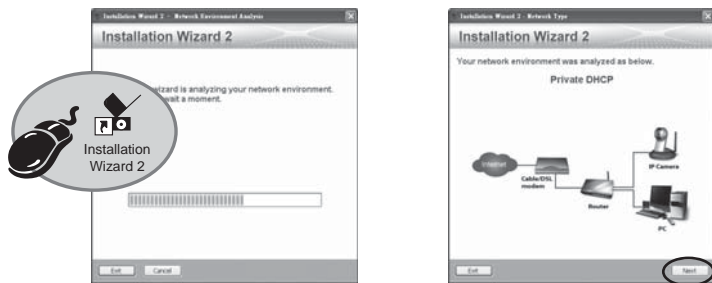 Installation Wizard 2 - Network Environment Analysis
Installation Wizard 2
wizard is analyzing your network environment.
wait a moment.
Installation
Wizard 2
Exit
Cancel
Installation Wizard 2 - Network Type
Installation Wizard 2
Your network environment was analyzed as below.
Private DHCP
Internet
Cable/DSL
modem
Router
IP Camera
PC
Exit
Next